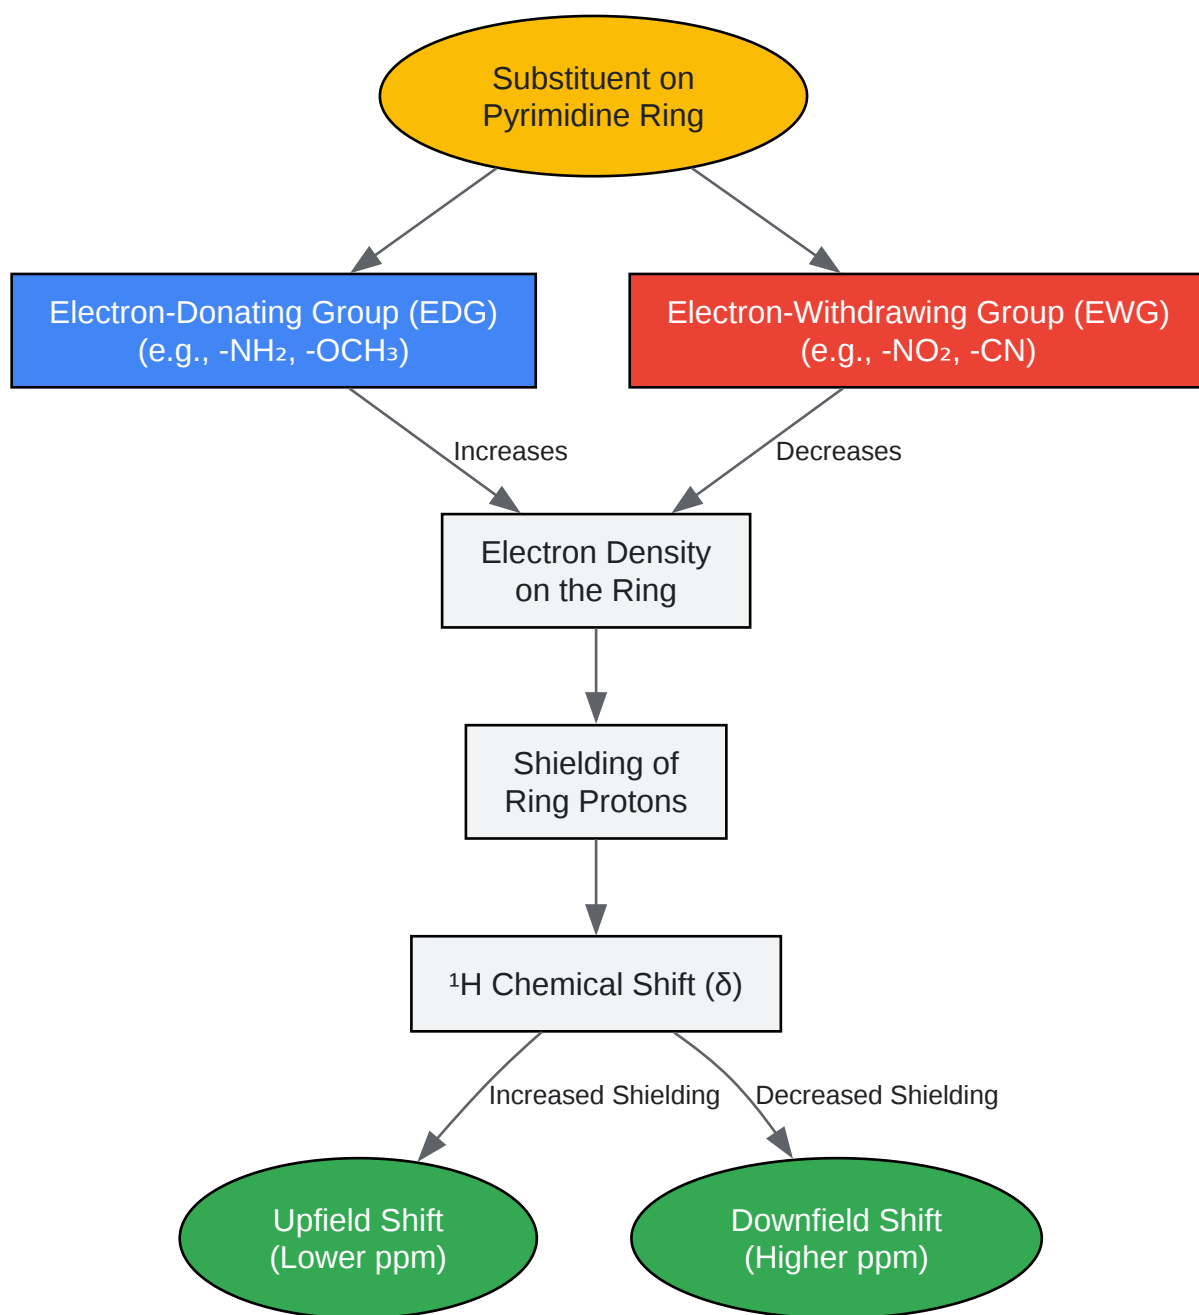 Substituent on
Pyrimidine Ring
Electron-Donating Group (EDG)
(e.g., -NH₂, -OCH₃)
Electron-Withdrawing Group (EWG)
(e.g., -NO₂, -CN)
Increases
Decreases
Electron Density
on the Ring
Shielding of
Ring Protons
¹H Chemical Shift (δ)
Increased Shielding
Decreased Shielding
Upfield Shift
(Lower ppm)
Downfield Shift
(Higher ppm)